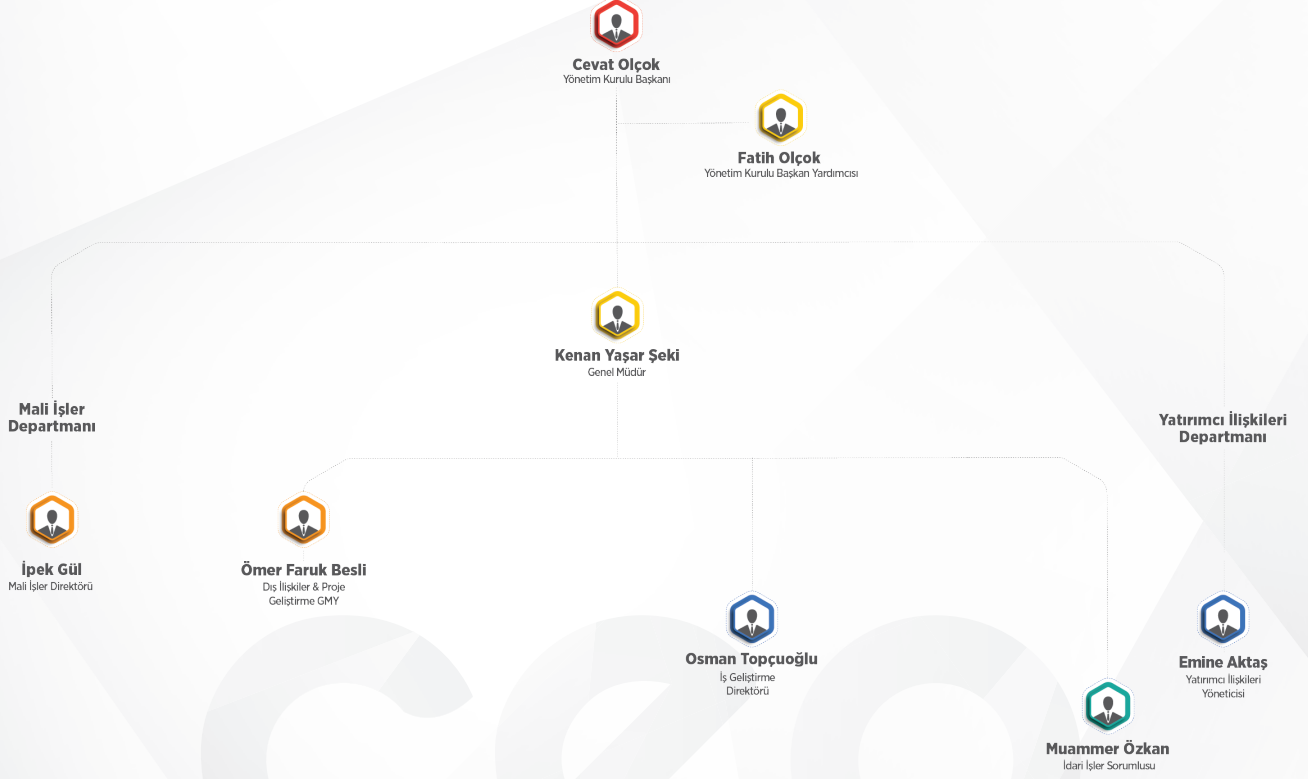 Cevat Olçok
Yönetim Kurulu Başkanı
Fatih Olçok
Yönetim Kurulu Başkan Yardımcısı
Kenan Yaşar Şeki
Genel Müdür
Mali İşler
Departmanı
Yatırımcı İlişkileri
Departmanı
İpek Gül
Mali İşler Direktörü
Ömer Faruk Besli
Dış İlişkiler & Proje
Geliştirme GMY
Osman Topçuoğlu
İş Geliştirme
Direktörü
Emine Aktaş
Yatırımcı İlişkileri
Yöneticisi
Muammer Özkan
İdari İşler Sorumlusu
ceo